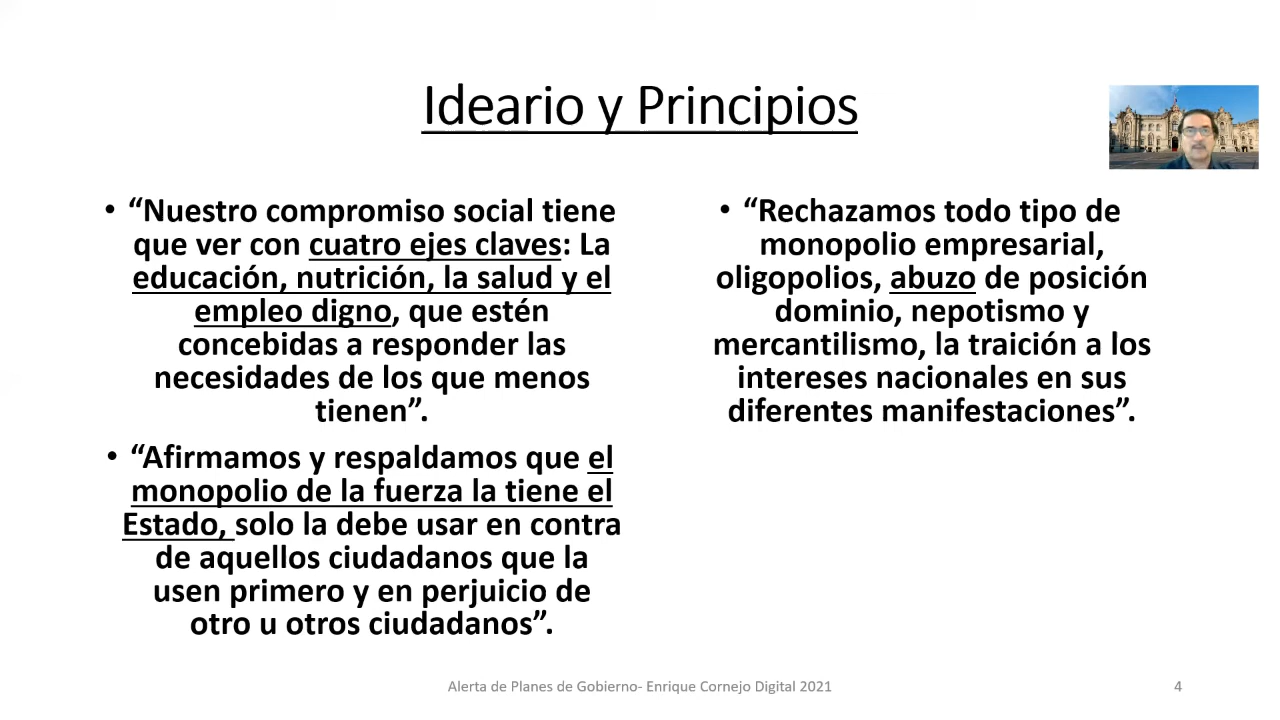 Ideario y Principios
• “Nuestro compromiso social tiene
que ver con cuatro ejes claves: La
educación, nutrición, la salud y el
empleo digno, que estén
concebidas a responder las
necesidades de los que menos
tienen”.
• “Afirmamos y respaldamos que el
monopolio de la fuerza la tiene el
Estado, solo la debe usar en contra
de aquellos ciudadanos que la
usen primero y en perjuicio de
otro u otros ciudadanos”.
• “Rechazamos todo tipo de
monopolio empresarial,
oligopolios, abuzo de posición
dominio, nepotismo y
mercantilismo, la traición a los
intereses nacionales en sus
diferentes manifestaciones”.
Alerta de Planes de Gobierno- Enrique Cornejo Digital 2021
4